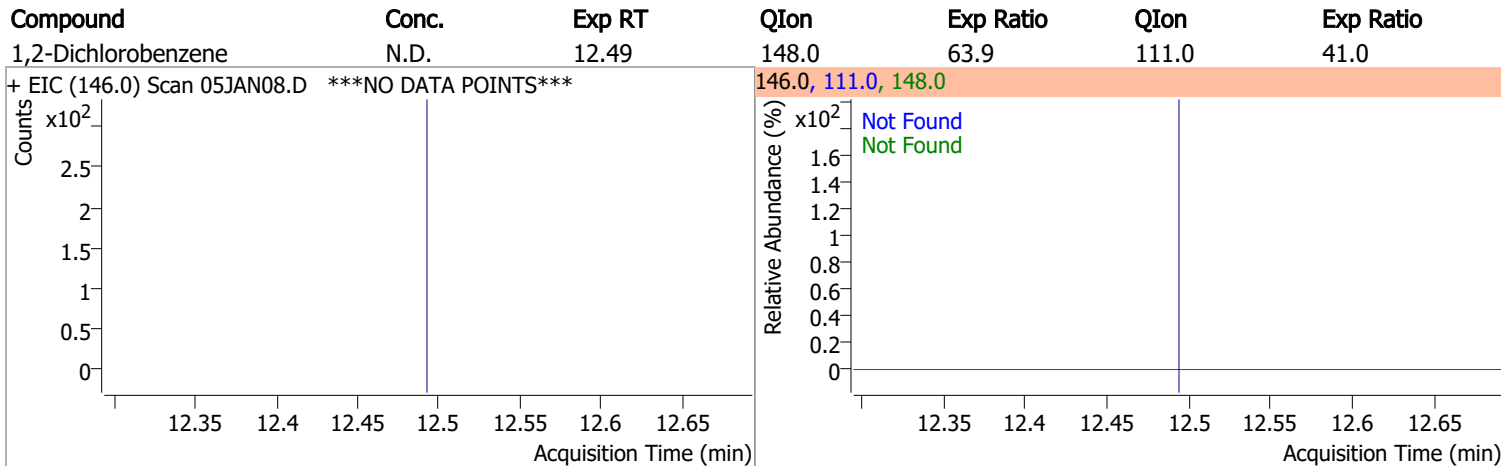 Compound Conc. Exp RT QIon Exp Ratio QIon Exp Ratio
1,2-Dichlorobenzene N.D. 12.49 148.0 63.9 111.0 41.0
+ EIC (146.0) Scan 05JAN08.D ***NO DATA POINTS***
Counts
x10²
2.5
2
1.5
1
0.5
0
12.35 12.4 12.45 12.5 12.55 12.6 12.65
Acquisition Time (min)
146.0, 111.0, 148.0
Relative Abundance (%)
x10²
Not Found
Not Found
1.6
1.4
1.2
1
0.8
0.6
0.4
0.2
0
12.35 12.4 12.45 12.5 12.55 12.6 12.65
Acquisition Time (min)